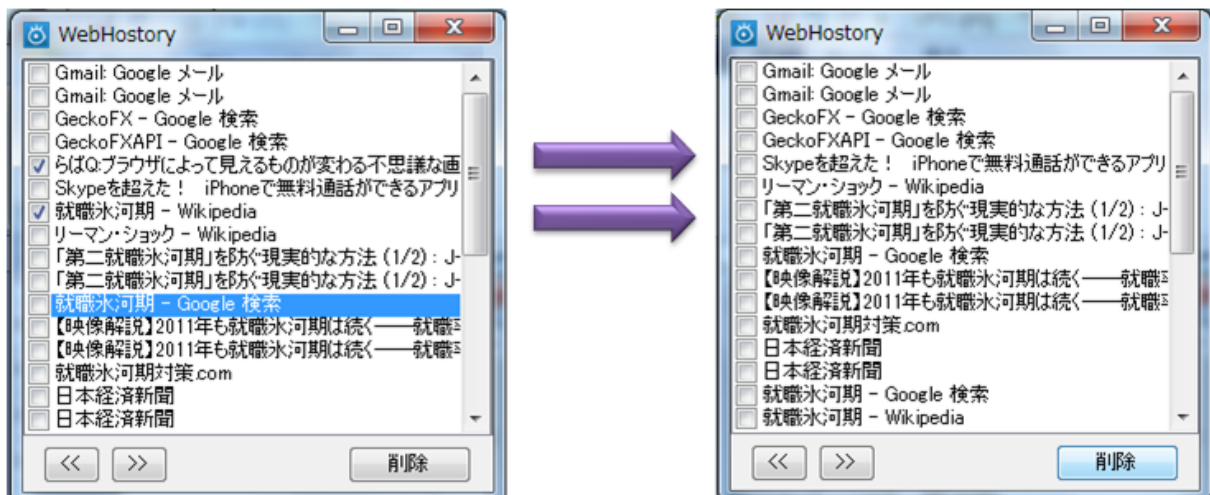 WebHostory
Gmail: Google メール
Gmail: Google メール
GeckoFX - Google 検索
GeckoFXAPI - Google 検索
らばQ:ブラウザによって見えるものが変わる不思議な画
Skypeを超えた！ iPhoneで無料通話ができるアプリ
就職氷河期 - Wikipedia
リーマン・ショック - Wikipedia
「第二就職氷河期」を防ぐ現実的な方法 (1/2) : J-
「第二就職氷河期」を防ぐ現実的な方法 (1/2) : J-
就職氷河期 - Google 検索
【映像解説】2011年も就職氷河期は続く――就職
【映像解説】2011年も就職氷河期は続く――就職
就職氷河期対策.com
日本経済新聞
日本経済新聞
<< >> 削除
WebHostory
Gmail: Google メール
Gmail: Google メール
GeckoFX - Google 検索
GeckoFXAPI - Google 検索
Skypeを超えた！ iPhoneで無料通話ができるアプリ
リーマン・ショック - Wikipedia
「第二就職氷河期」を防ぐ現実的な方法 (1/2) : J-
「第二就職氷河期」を防ぐ現実的な方法 (1/2) : J-
就職氷河期 - Google 検索
【映像解説】2011年も就職氷河期は続く――就職
【映像解説】2011年も就職氷河期は続く――就職
就職氷河期対策.com
日本経済新聞
日本経済新聞
就職氷河期 - Google 検索
就職氷河期 - Wikipedia
<< >> 削除